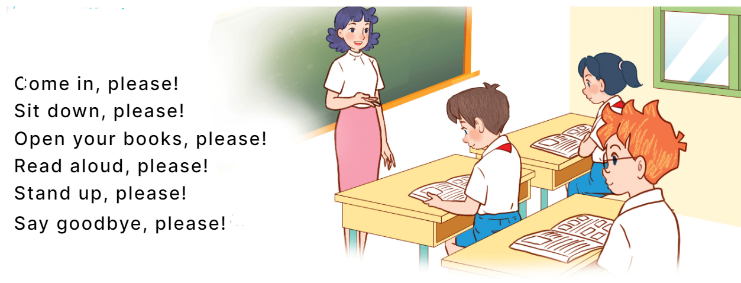 Come in, please!
Sit down, please!
Open your books, please!
Read aloud, please!
Stand up, please!
Say goodbye, please!